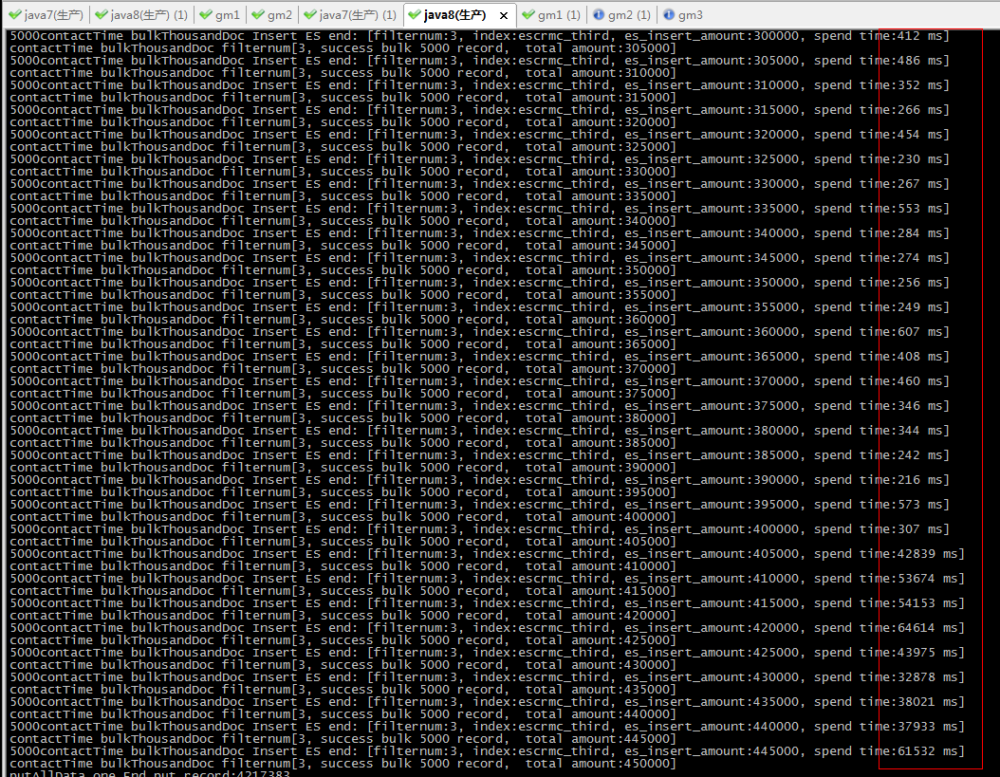 java7(生产) java8(生产) (1) gm1 gm2 java7(生产) (1) java8(生产) × gm1 (1) gm2 (1) gm3
5000contactTime bulkThousandDoc Insert ES end: [filternum:3, index:escrmc_third, es_insert_amount:300000, spend time:412 ms]
contactTime bulkThousandDoc filternum[3, success bulk 5000 record,  total amount:305000]
5000contactTime bulkThousandDoc Insert ES end: [filternum:3, index:escrmc_third, es_insert_amount:305000, spend time:486 ms]
contactTime bulkThousandDoc filternum[3, success bulk 5000 record,  total amount:310000]
5000contactTime bulkThousandDoc Insert ES end: [filternum:3, index:escrmc_third, es_insert_amount:310000, spend time:352 ms]
contactTime bulkThousandDoc filternum[3, success bulk 5000 record,  total amount:315000]
5000contactTime bulkThousandDoc Insert ES end: [filternum:3, index:escrmc_third, es_insert_amount:315000, spend time:266 ms]
contactTime bulkThousandDoc filternum[3, success bulk 5000 record,  total amount:320000]
5000contactTime bulkThousandDoc Insert ES end: [filternum:3, index:escrmc_third, es_insert_amount:320000, spend time:454 ms]
contactTime bulkThousandDoc filternum[3, success bulk 5000 record,  total amount:325000]
5000contactTime bulkThousandDoc Insert ES end: [filternum:3, index:escrmc_third, es_insert_amount:325000, spend time:230 ms]
contactTime bulkThousandDoc filternum[3, success bulk 5000 record,  total amount:330000]
5000contactTime bulkThousandDoc Insert ES end: [filternum:3, index:escrmc_third, es_insert_amount:330000, spend time:267 ms]
contactTime bulkThousandDoc filternum[3, success bulk 5000 record,  total amount:335000]
5000contactTime bulkThousandDoc Insert ES end: [filternum:3, index:escrmc_third, es_insert_amount:335000, spend time:553 ms]
contactTime bulkThousandDoc filternum[3, success bulk 5000 record,  total amount:340000]
5000contactTime bulkThousandDoc Insert ES end: [filternum:3, index:escrmc_third, es_insert_amount:340000, spend time:284 ms]
contactTime bulkThousandDoc filternum[3, success bulk 5000 record,  total amount:345000]
5000contactTime bulkThousandDoc Insert ES end: [filternum:3, index:escrmc_third, es_insert_amount:345000, spend time:274 ms]
contactTime bulkThousandDoc filternum[3, success bulk 5000 record,  total amount:350000]
5000contactTime bulkThousandDoc Insert ES end: [filternum:3, index:escrmc_third, es_insert_amount:350000, spend time:256 ms]
contactTime bulkThousandDoc filternum[3, success bulk 5000 record,  total amount:355000]
5000contactTime bulkThousandDoc Insert ES end: [filternum:3, index:escrmc_third, es_insert_amount:355000, spend time:249 ms]
contactTime bulkThousandDoc filternum[3, success bulk 5000 record,  total amount:360000]
5000contactTime bulkThousandDoc Insert ES end: [filternum:3, index:escrmc_third, es_insert_amount:360000, spend time:607 ms]
contactTime bulkThousandDoc filternum[3, success bulk 5000 record,  total amount:365000]
5000contactTime bulkThousandDoc Insert ES end: [filternum:3, index:escrmc_third, es_insert_amount:365000, spend time:408 ms]
contactTime bulkThousandDoc filternum[3, success bulk 5000 record,  total amount:370000]
5000contactTime bulkThousandDoc Insert ES end: [filternum:3, index:escrmc_third, es_insert_amount:370000, spend time:460 ms]
contactTime bulkThousandDoc filternum[3, success bulk 5000 record,  total amount:375000]
5000contactTime bulkThousandDoc Insert ES end: [filternum:3, index:escrmc_third, es_insert_amount:375000, spend time:346 ms]
contactTime bulkThousandDoc filternum[3, success bulk 5000 record,  total amount:380000]
5000contactTime bulkThousandDoc Insert ES end: [filternum:3, index:escrmc_third, es_insert_amount:380000, spend time:344 ms]
contactTime bulkThousandDoc filternum[3, success bulk 5000 record,  total amount:385000]
5000contactTime bulkThousandDoc Insert ES end: [filternum:3, index:escrmc_third, es_insert_amount:385000, spend time:242 ms]
contactTime bulkThousandDoc filternum[3, success bulk 5000 record,  total amount:390000]
5000contactTime bulkThousandDoc Insert ES end: [filternum:3, index:escrmc_third, es_insert_amount:390000, spend time:216 ms]
contactTime bulkThousandDoc filternum[3, success bulk 5000 record,  total amount:395000]
5000contactTime bulkThousandDoc Insert ES end: [filternum:3, index:escrmc_third, es_insert_amount:395000, spend time:573 ms]
contactTime bulkThousandDoc filternum[3, success bulk 5000 record,  total amount:400000]
5000contactTime bulkThousandDoc Insert ES end: [filternum:3, index:escrmc_third, es_insert_amount:400000, spend time:307 ms]
contactTime bulkThousandDoc filternum[3, success bulk 5000 record,  total amount:405000]
5000contactTime bulkThousandDoc Insert ES end: [filternum:3, index:escrmc_third, es_insert_amount:405000, spend time:42839 ms]
contactTime bulkThousandDoc filternum[3, success bulk 5000 record,  total amount:410000]
5000contactTime bulkThousandDoc Insert ES end: [filternum:3, index:escrmc_third, es_insert_amount:410000, spend time:53674 ms]
contactTime bulkThousandDoc filternum[3, success bulk 5000 record,  total amount:415000]
5000contactTime bulkThousandDoc Insert ES end: [filternum:3, index:escrmc_third, es_insert_amount:415000, spend time:54153 ms]
contactTime bulkThousandDoc filternum[3, success bulk 5000 record,  total amount:420000]
5000contactTime bulkThousandDoc Insert ES end: [filternum:3, index:escrmc_third, es_insert_amount:420000, spend time:64614 ms]
contactTime bulkThousandDoc filternum[3, success bulk 5000 record,  total amount:425000]
5000contactTime bulkThousandDoc Insert ES end: [filternum:3, index:escrmc_third, es_insert_amount:425000, spend time:43975 ms]
contactTime bulkThousandDoc filternum[3, success bulk 5000 record,  total amount:430000]
5000contactTime bulkThousandDoc Insert ES end: [filternum:3, index:escrmc_third, es_insert_amount:430000, spend time:32878 ms]
contactTime bulkThousandDoc filternum[3, success bulk 5000 record,  total amount:435000]
5000contactTime bulkThousandDoc Insert ES end: [filternum:3, index:escrmc_third, es_insert_amount:435000, spend time:38021 ms]
contactTime bulkThousandDoc filternum[3, success bulk 5000 record,  total amount:440000]
5000contactTime bulkThousandDoc Insert ES end: [filternum:3, index:escrmc_third, es_insert_amount:440000, spend time:37933 ms]
contactTime bulkThousandDoc filternum[3, success bulk 5000 record,  total amount:445000]
5000contactTime bulkThousandDoc Insert ES end: [filternum:3, index:escrmc_third, es_insert_amount:445000, spend time:61532 ms]
contactTime bulkThousandDoc filternum[3, success bulk 5000 record,  total amount:450000]
putAllData one End put record:4217383